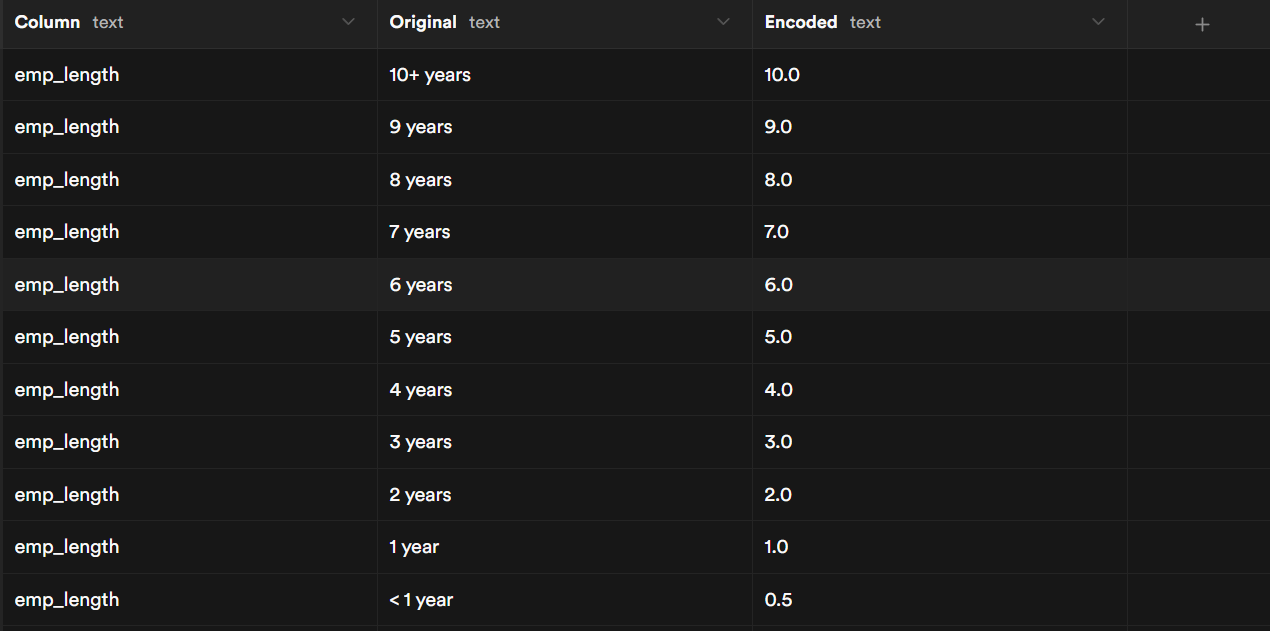 Column text Original text Encoded text
emp_length 10+ years 10.0
emp_length 9 years 9.0
emp_length 8 years 8.0
emp_length 7 years 7.0
emp_length 6 years 6.0
emp_length 5 years 5.0
emp_length 4 years 4.0
emp_length 3 years 3.0
emp_length 2 years 2.0
emp_length 1 year 1.0
emp_length < 1 year 0.5